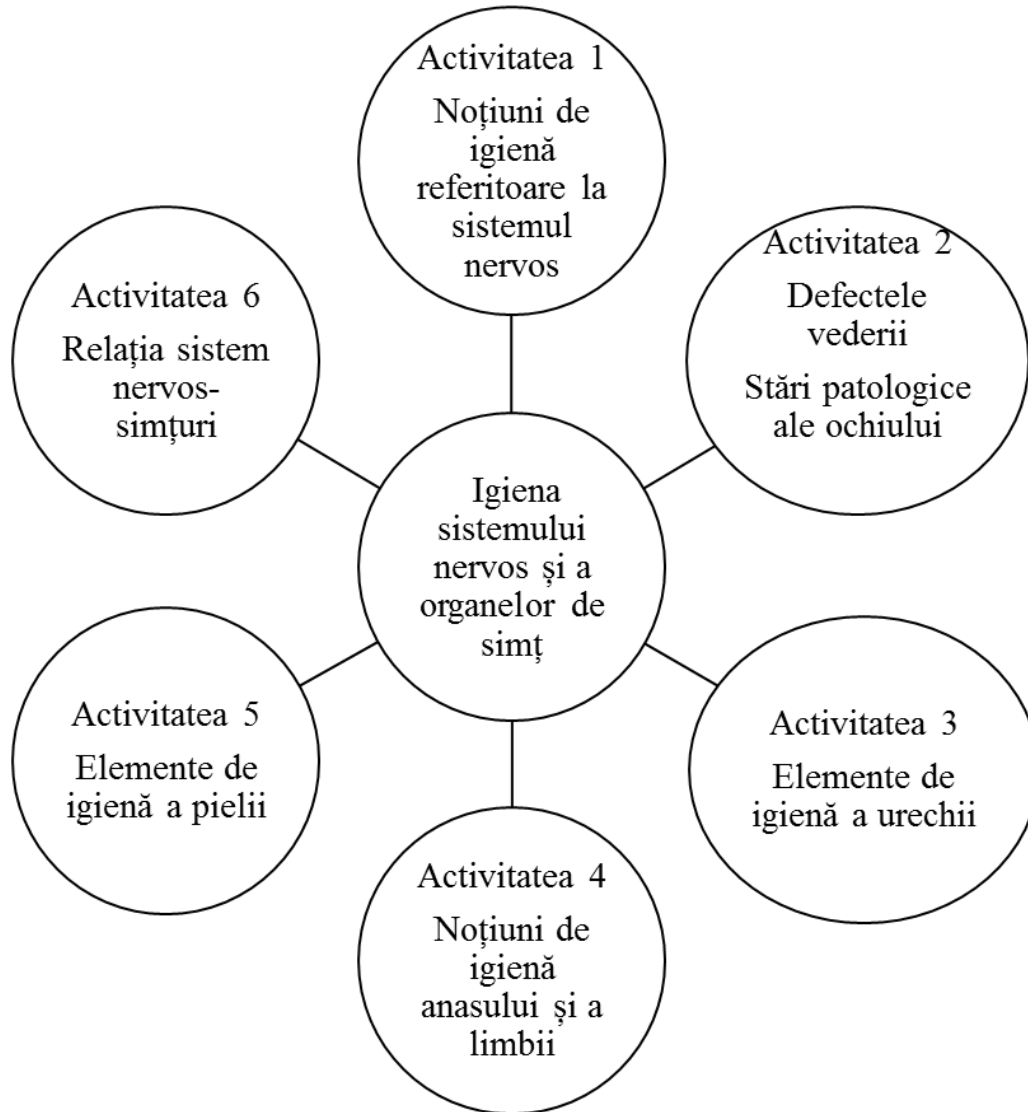 Activitatea 1
Noțiuni de
igienă
referitoare la
sistemul
nervos
Activitatea 2
Defectele
vederii
Stări patologice
ale ochiului
Activitatea 3
Elemente de
igienă a urechii
Activitatea 4
Noțiuni de
igienă
anasului și a
limbii
Activitatea 5
Elemente de
igienă a pielii
Activitatea 6
Relația sistem
nervos-
simțuri
Igiena
sistemului
nervos și a
organelor de
simț